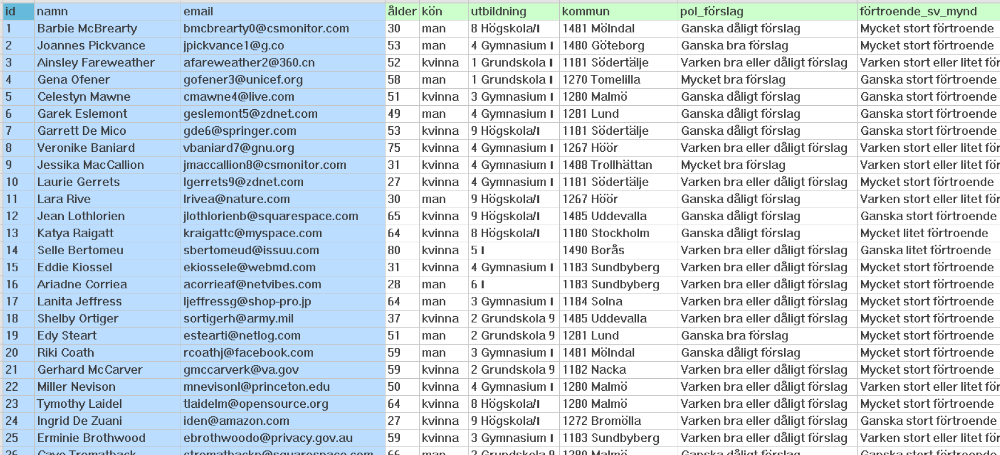 id namn email ålder kön utbildning kommun pol_förslag förtroende_sv_mynd
1 Barbie McBrearty bmcbrearty0@csmonitor.com 30 man 8 Högskola/I 1481 Mölndal Ganska dåligt förslag Mycket stort förtroende
2 Joannes Pickvance jpickvance1@g.co 53 man 4 Gymnasium I 1480 Göteborg Ganska bra förslag Mycket stort förtroende
3 Ainsley Fareweather afareweather2@360.cn 52 kvinna 1 Grundskola I 1181 Södertälje Varken bra eller dåligt förslag Varken stort eller litet för
4 Gena Ofener gofener3@unicef.org 58 man 1 Grundskola I 1270 Tomelilla Mycket bra förslag Ganska stort förtroende
5 Celestyn Mawne cmawne4@live.com 51 kvinna 3 Gymnasium I 1280 Malmö Ganska dåligt förslag Ganska stort förtroende
6 Garek Eslemont geslemont5@zdnet.com 49 man 4 Gymnasium I 1281 Lund Ganska dåligt förslag Ganska stort förtroende
7 Garrett De Mico gde6@springer.com 53 kvinna 9 Högskola/I 1181 Södertälje Ganska dåligt förslag Ganska stort förtroende
8 Veronike Baniard vbaniard7@gnu.org 75 kvinna 4 Gymnasium I 1267 Höör Varken bra eller dåligt förslag Varken stort eller litet för
9 Jessika MacCallion jmaccallion8@csmonitor.com 31 kvinna 4 Gymnasium I 1488 Trollhättan Mycket bra förslag Varken stort eller litet för
10 Laurie Gerrets lgerrets9@zdnet.com 27 kvinna 4 Gymnasium I 1181 Södertälje Varken bra eller dåligt förslag Mycket stort förtroende
11 Lara Rive lrivea@nature.com 30 man 9 Högskola/I 1267 Höör Ganska dåligt förslag Varken stort eller litet för
12 Jean Lothlorien jlothlorienb@squarespace.com 65 kvinna 9 Högskola/I 1485 Uddevalla Ganska dåligt förslag Ganska stort förtroende
13 Katya Raigatt kraigattc@myspace.com 64 kvinna 8 Högskola/I 1180 Stockholm Ganska dåligt förslag Mycket litet förtroende
14 Selle Bertomeu sbertomeud@issuu.com 80 kvinna 5 I 1490 Borås Varken bra eller dåligt förslag Ganska litet förtroende
15 Eddie Kiossel ekiossele@webmd.com 31 kvinna 4 Gymnasium I 1183 Sundbyberg Varken bra eller dåligt förslag Mycket stort förtroende
16 Ariadne Corriea acorrieaf@netvibes.com 28 man 6 I 1183 Sundbyberg Varken bra eller dåligt förslag Mycket stort förtroende
17 Lanita Jeffress ljeffressg@shop-pro.jp 64 man 3 Gymnasium I 1184 Solna Varken bra eller dåligt förslag Mycket stort förtroende
18 Shelby Ortiger sortigerh@army.mil 37 kvinna 2 Grundskola 9 1485 Uddevalla Varken bra eller dåligt förslag Mycket stort förtroende
19 Edy Steart estearti@netlog.com 51 man 2 Grundskola 9 1281 Lund Ganska bra förslag Mycket stort förtroende
20 Riki Coath rcoathj@facebook.com 59 man 3 Gymnasium I 1481 Mölndal Ganska dåligt förslag Mycket stort förtroende
21 Gerhard McCarver gmccarverk@va.gov 59 kvinna 2 Grundskola 9 1182 Nacka Varken bra eller dåligt förslag Mycket stort förtroende
22 Miller Nevison mnevisonl@princeton.edu 50 kvinna 4 Gymnasium I 1280 Malmö Varken bra eller dåligt förslag Varken stort eller litet för
23 Tymothy Laidel tlaidelm@opensource.org 64 kvinna 8 Högskola/I 1280 Malmö Varken bra eller dåligt förslag Mycket stort förtroende
24 Ingrid De Zuani iden@amazon.com 27 kvinna 9 Högskola/I 1272 Bromölla Varken bra eller dåligt förslag Ganska stort förtroende
25 Erminie Brothwood ebrothwoodo@privacy.gov.au 59 kvinna 3 Gymnasium I 1183 Sundbyberg Varken bra eller dåligt förslag Varken stort eller litet för
26 66 man 2 Grundskola 9 1280 Malmö Ganska dåligt förslag Ganska stort förtroende